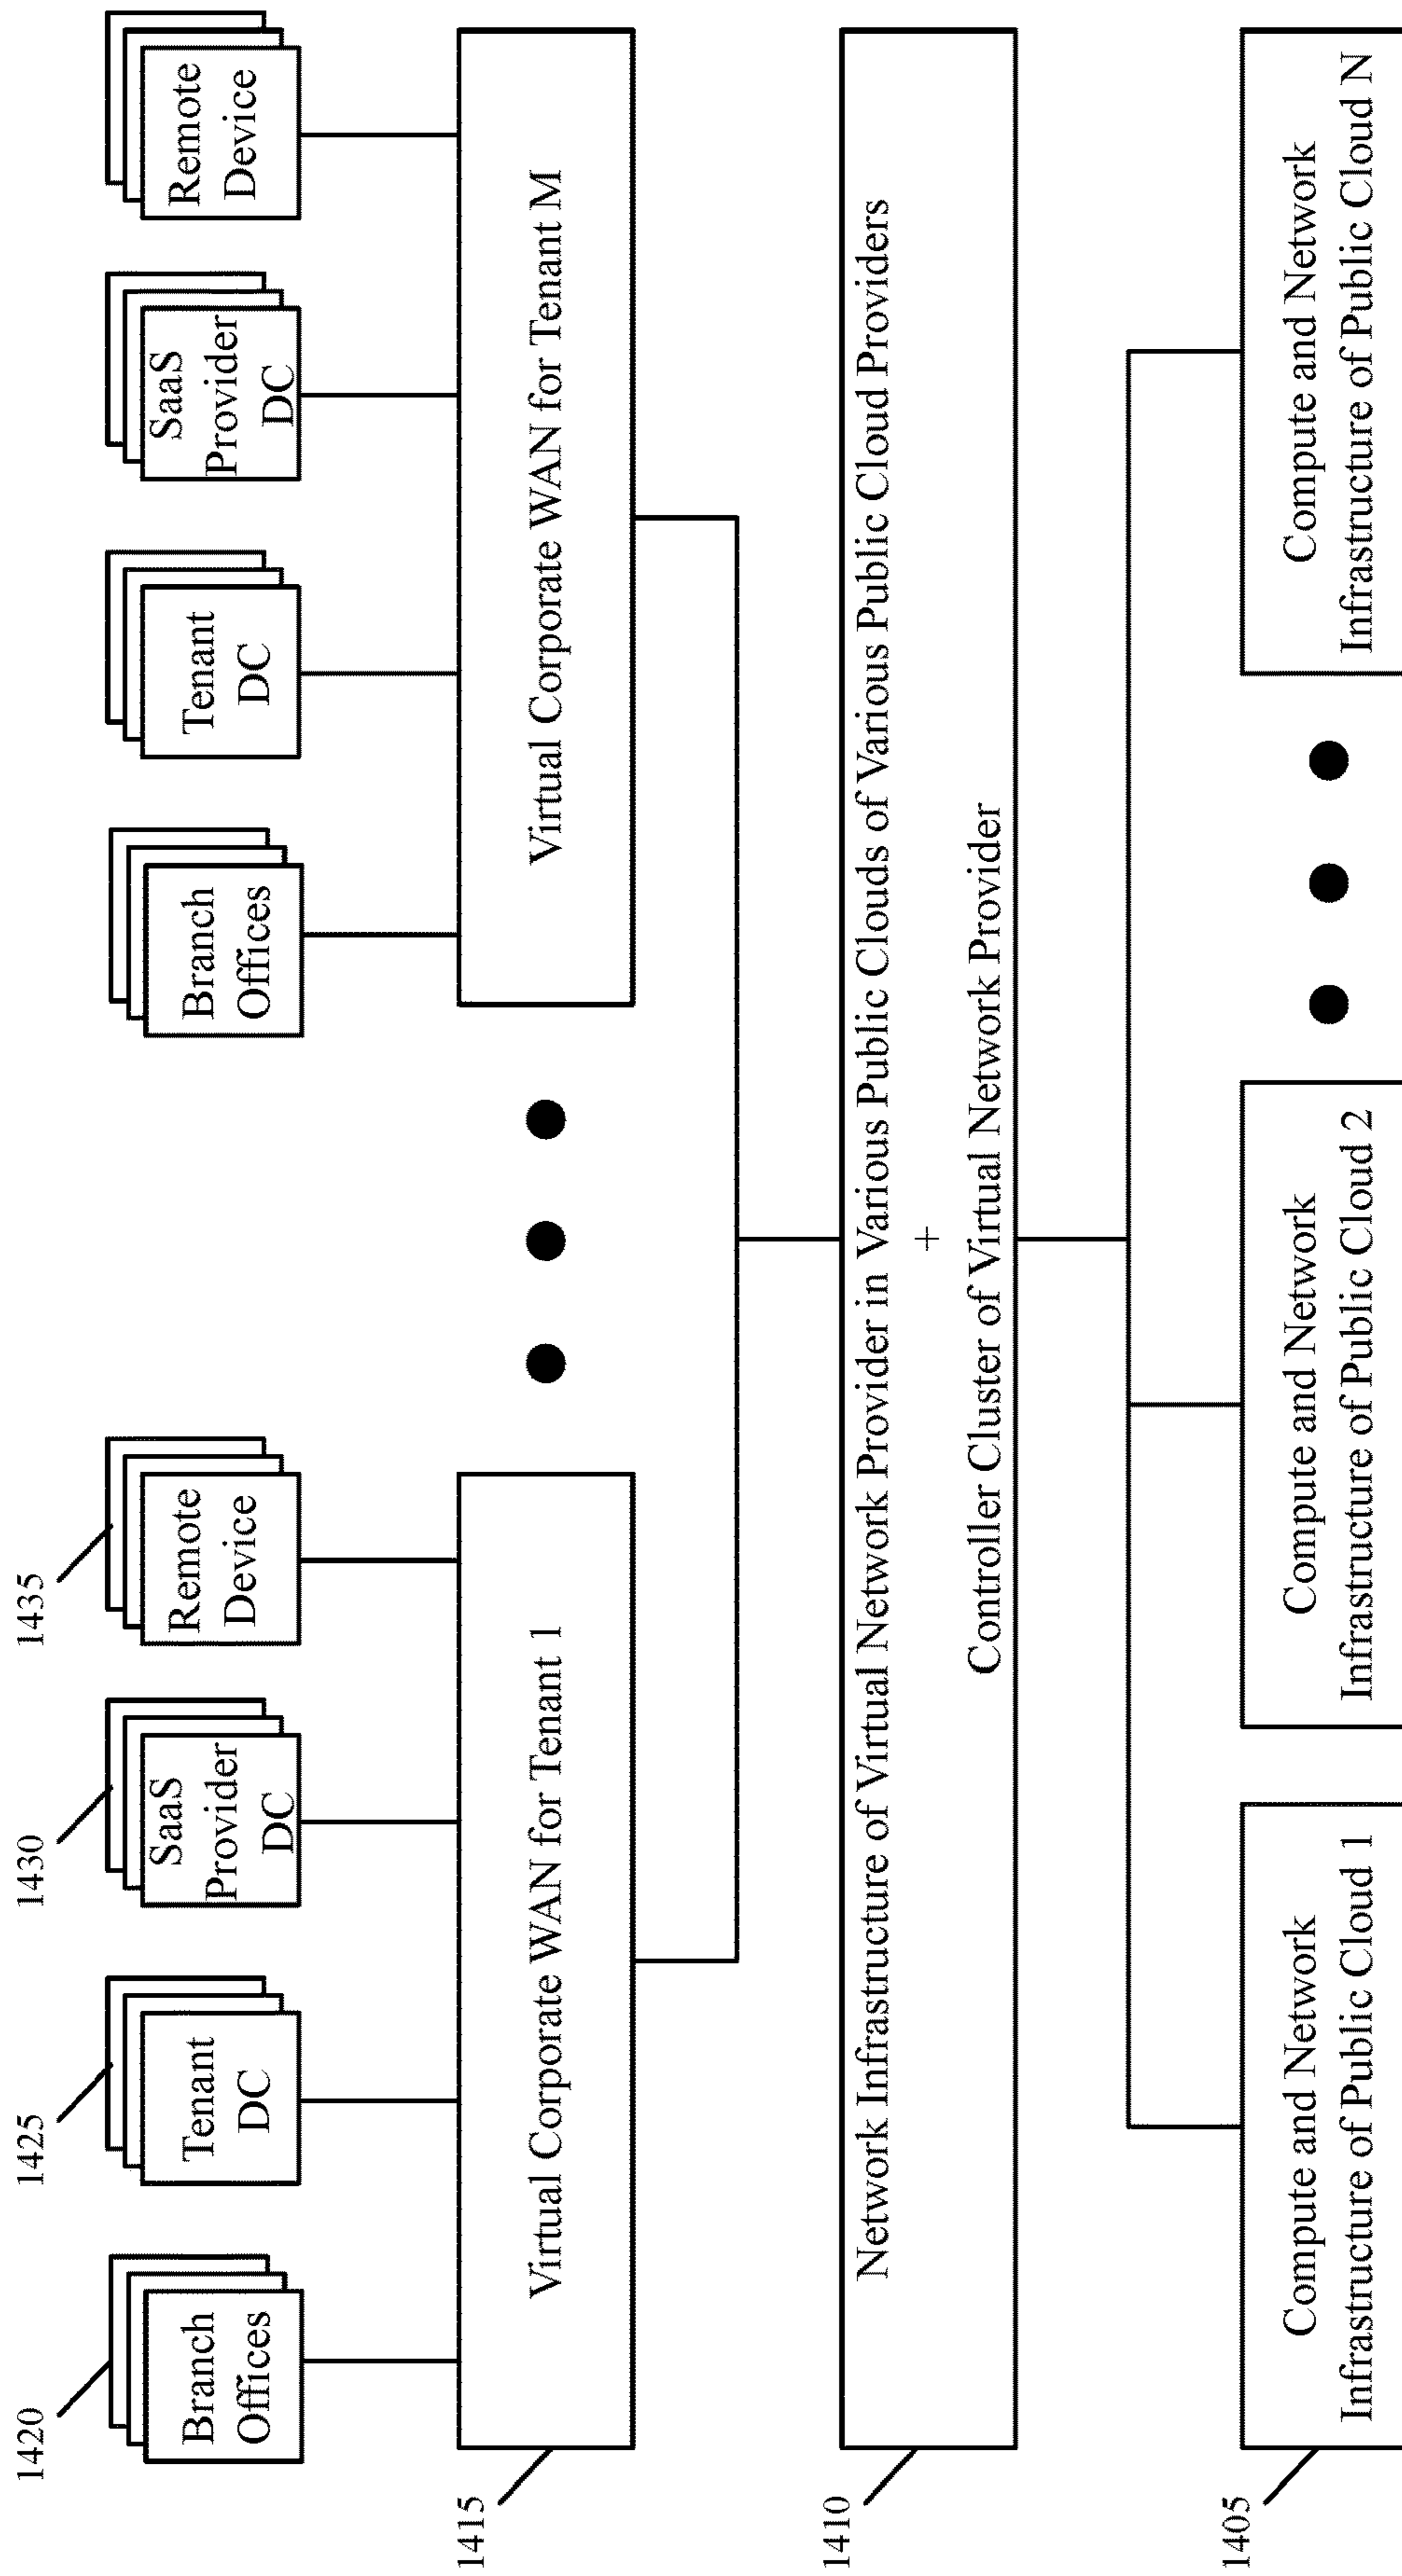 1420
1425
1430
1435
Branch
Offices
Tenant
DC
SaaS
Provider
DC
Remote
Device
Branch
Offices
Tenant
DC
SaaS
Provider
DC
Remote
Device
1415
Virtual Corporate WAN for Tenant 1
Virtual Corporate WAN for Tenant M
1410
Network Infrastructure of Virtual Network Provider in Various Public Clouds of Various Public Cloud Providers
+
Controller Cluster of Virtual Network Provider
1405
Compute and Network
Infrastructure of Public Cloud 1
Compute and Network
Infrastructure of Public Cloud 2
Compute and Network
Infrastructure of Public Cloud N